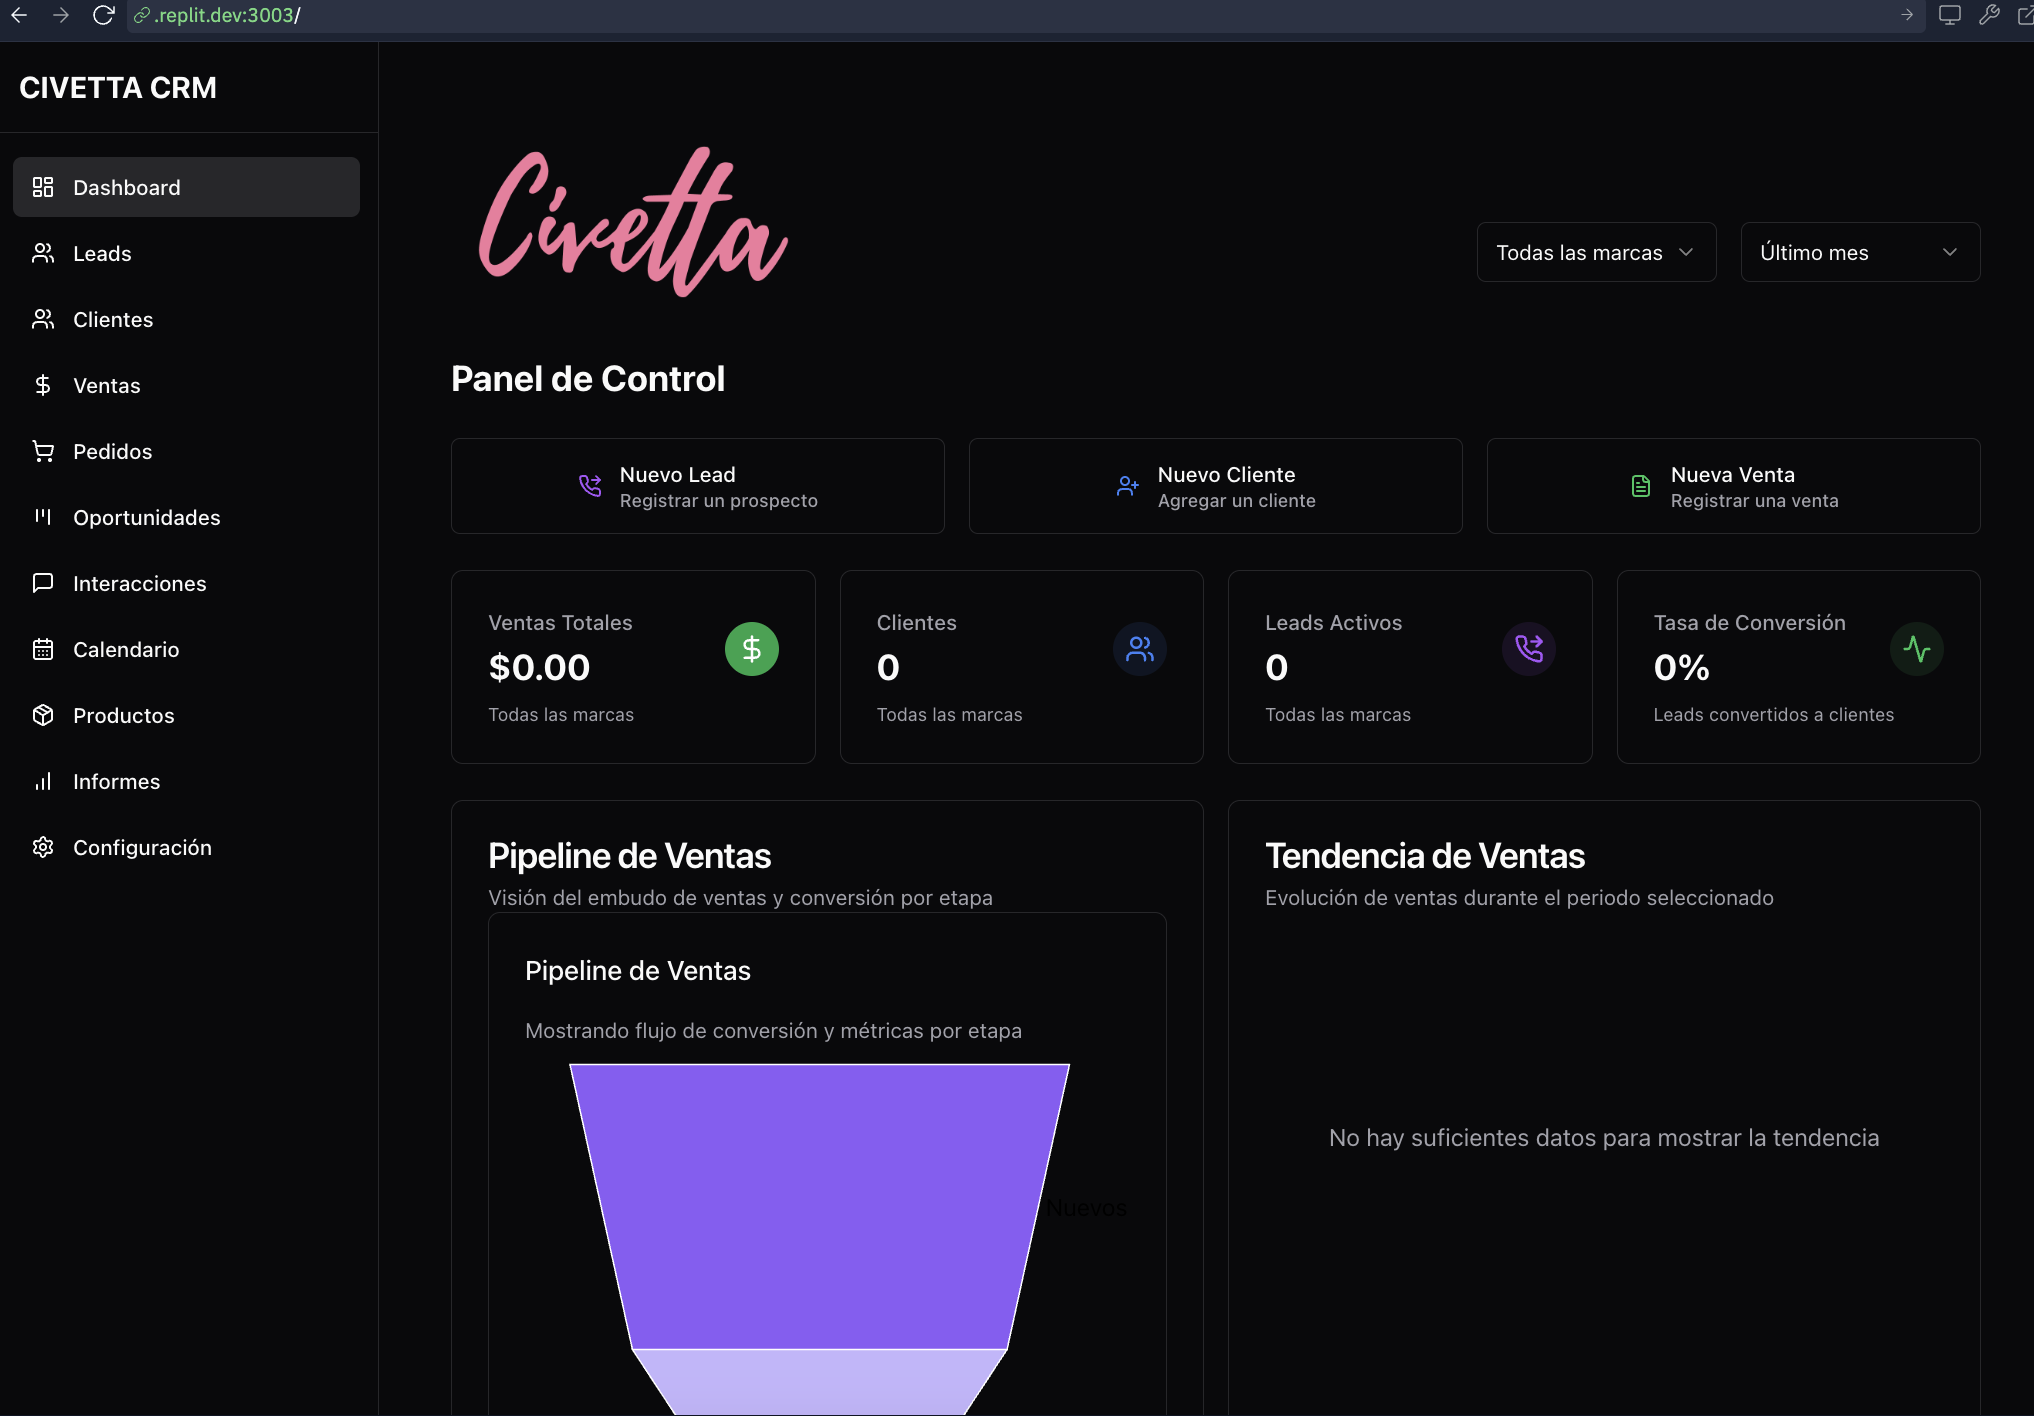 .replit.dev:3003/
CIVETTA CRM
Dashboard
Leads
Clientes
Ventas
Pedidos
Oportunidades
Interacciones
Calendario
Productos
Informes
Configuración
Civetta
Todas las marcas
Último mes
Panel de Control
Nuevo Lead
Registrar un prospecto
Nuevo Cliente
Agregar un cliente
Nueva Venta
Registrar una venta
Ventas Totales
$0.00
Todas las marcas
Clientes
0
Todas las marcas
Leads Activos
0
Todas las marcas
Tasa de Conversión
0%
Leads convertidos a clientes
Pipeline de Ventas
Visión del embudo de ventas y conversión por etapa
Pipeline de Ventas
Mostrando flujo de conversión y métricas por etapa
Nuevos
Tendencia de Ventas
Evolución de ventas durante el periodo seleccionado
No hay suficientes datos para mostrar la tendencia